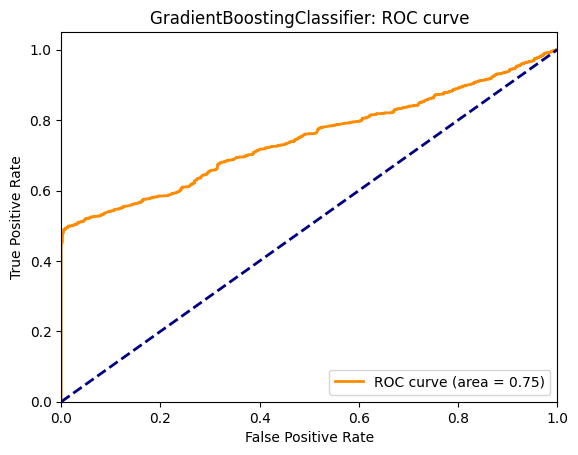 GradientBoostingClassifier: ROC curve
1.0
0.8
0.6
0.4
0.2
0.0
True Positive Rate
ROC curve (area = 0.75)
0.0 0.2 0.4 0.6 0.8 1.0
False Positive Rate